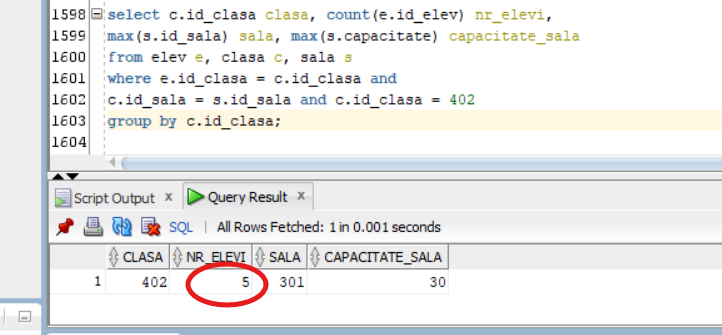 1598 select c.id_clasa clasa, count(e.id_elev) nr_elevi,
1599 max(s.id_sala) sala, max(s.capacitate) capacitate_sala
1600 from elev e, clasa c, sala s
1601 where e.id_clasa = c.id_clasa and
1602 c.id_sala = s.id_sala and c.id_clasa = 402
1603 group by c.id_clasa;
1604
Script Output x Query Result x
SQL | All Rows Fetched: 1 in 0.001 seconds
CLASA NR_ELEVI SALA CAPACITATE_SALA
1 402 5 301 30